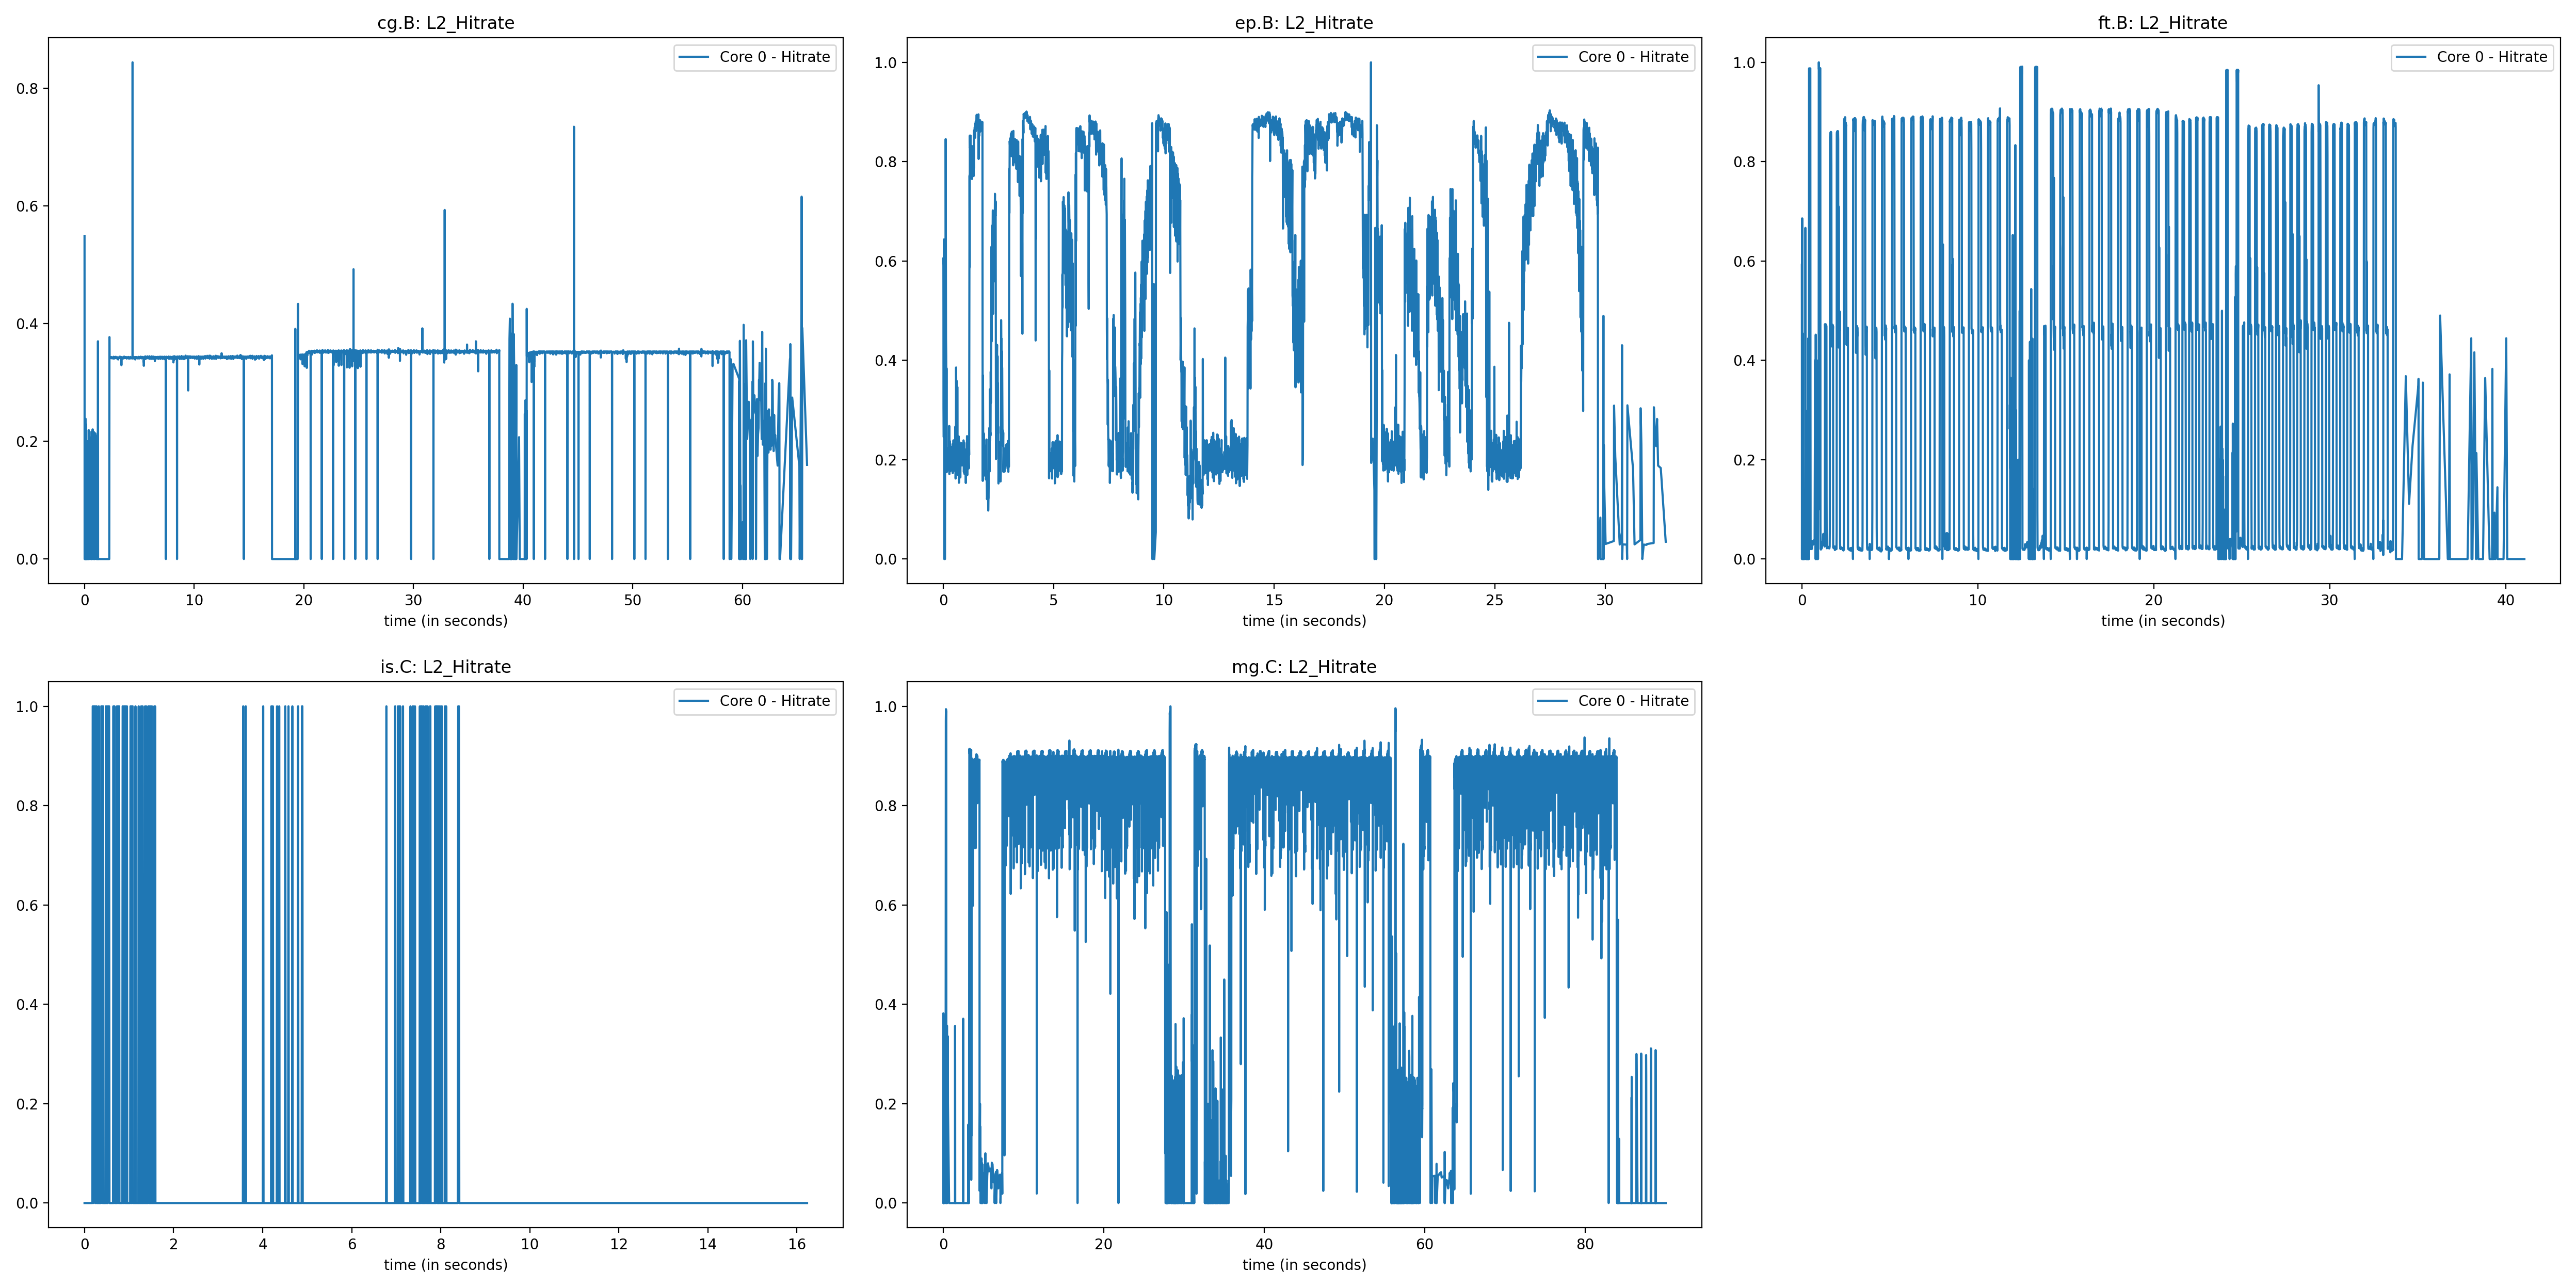 cg.B: L2_Hitrate
Core 0 - Hitrate
0.8
0.6
0.4
0.2
0.0
0 10 20 30 40 50 60
time (in seconds)
ep.B: L2_Hitrate
Core 0 - Hitrate
1.0
0.8
0.6
0.4
0.2
0.0
0 5 10 15 20 25 30
time (in seconds)
ft.B: L2_Hitrate
Core 0 - Hitrate
1.0
0.8
0.6
0.4
0.2
0.0
0 10 20 30 40
time (in seconds)
is.C: L2_Hitrate
Core 0 - Hitrate
1.0
0.8
0.6
0.4
0.2
0.0
0 2 4 6 8 10 12 14 16
time (in seconds)
mg.C: L2_Hitrate
Core 0 - Hitrate
1.0
0.8
0.6
0.4
0.2
0.0
0 20 40 60 80
time (in seconds)